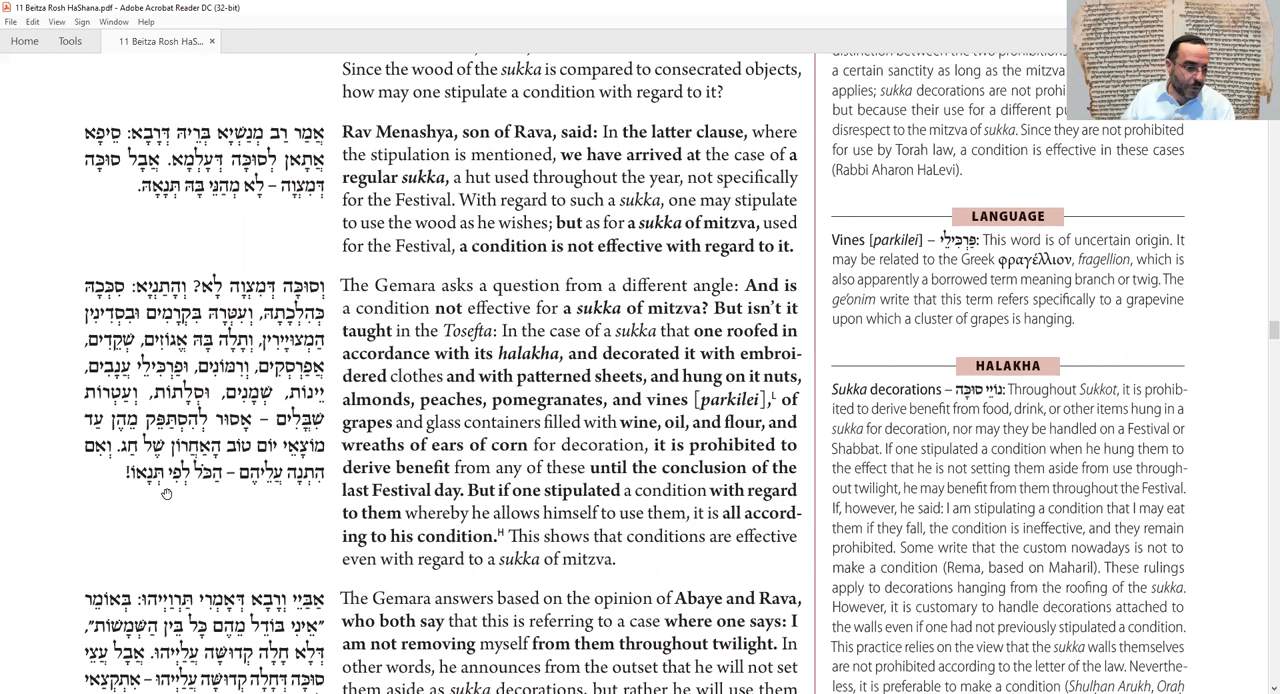 11 Beitza Rosh HaShana.pdf - Adobe Acrobat Reader DC (32-bit)
File Edit View Sign Window Help
Home Tools 11 Beitza Rosh HaS... ×
Since the wood of the sukka is compared to consecrated objects,
how may one stipulate a condition with regard to it?
אֲמַר רַב מְנַשְּׁיָא בְּרֵיהּ דְּרָבָא: סֵיפָא
אֲתָאן לְסוּכָּה דְּעָלְמָא. אֲבָל סוּכָּה
דְּמִצְוָה – לָא מְהַנֵּי בָּהּ תְּנָאָהּ.
Rav Menashya, son of Rava, said: In the latter clause, where
the stipulation is mentioned, we have arrived at the case of a
regular sukka, a hut used throughout the year, not specifically
for the Festival. With regard to such a sukka, one may stipulate
to use the wood as he wishes; but as for a sukka of mitzva, used
for the Festival, a condition is not effective with regard to it.
וְסוּכָּה דְּמִצְוָה לָא? וְהָתַנְיָא: סִכְּכָהּ
כְּהִלְכָתָהּ, וְעִטְּרָהּ בִּקְרָמִים וּבִסְדִינִין
הַמְצוּיָּירִין, וְתָלָה בָּהּ אֱגוֹזִים, שְׁקֵדִים,
אֲפַרְסְקִים, וְרִמּוֹנִים, וּפַרְכִּילֵי עֲנָבִים,
יֵינוֹת, שְׁמָנִים, וּסְלָתוֹת, וְעַטְרוֹת
שִׁבֳּלִים – אָסוּר לְהִסְתַּפֵּק מֵהֶן עַד
מוֹצָאֵי יוֹם טוֹב הָאַחֲרוֹן שֶׁל חַג. וְאִם
הִתְנָה עֲלֵיהֶם – הַכֹּל לְפִי תְּנָאוֹ!
The Gemara asks a question from a different angle: And is
a condition not effective for a sukka of mitzva? But isn't it
taught in the Tosefta: In the case of a sukka that one roofed in
accordance with its halakha, and decorated it with embroi-
dered clothes and with patterned sheets, and hung on it nuts,
almonds, peaches, pomegranates, and vines [parkilei],L of
grapes and glass containers filled with wine, oil, and flour, and
wreaths of ears of corn for decoration, it is prohibited to
derive benefit from any of these until the conclusion of the
last Festival day. But if one stipulated a condition with regard
to them whereby he allows himself to use them, it is all accord-
ing to his condition.H This shows that conditions are effective
even with regard to a sukka of mitzva.
אַבָּיֵי וְרָבָא דְּאָמְרִי תַּרְוַיְיהוּ: בְּאוֹמֵר
״אֵינִי בּוֹדֵל מֵהֶם כׇּל בֵּין הַשְּׁמָשׁוֹת״,
דְּלָא חָלָה קְדוּשָּׁה עֲלַיְיהוּ. אֲבָל עֲצֵי
סוּכָּה דְּחָלָה קְדוּשָּׁה עֲלַיְיהוּ – אִתַּקְצַאי
The Gemara answers based on the opinion of Abaye and Rava,
who both say that this is referring to a case where one says: I
am not removing myself from them throughout twilight. In
other words, he announces from the outset that he will not set
them aside as sukka decorations, but rather he will use them
distinction between the two prohibitions
a certain sanctity as long as the mitzva
applies; sukka decorations are not
but because their use for a different
disrespect to the mitzva of sukka. Since they are not prohibited
for use by Torah law, a condition is effective in these cases
(Rabbi Aharon HaLevi).
LANGUAGE
Vines [parkilei] – פַּרְכִּילֵי: This word is of uncertain origin. It
may be related to the Greek φραγέλλιον, fragellion, which is
also apparently a borrowed term meaning branch or twig. The
ge'onim write that this term refers specifically to a grapevine
upon which a cluster of grapes is hanging.
HALAKHA
Sukka decorations – נוֹיֵי סוּכָּה: Throughout Sukkot, it is prohib-
ited to derive benefit from food, drink, or other items hung in a
sukka for decoration, nor may they be handled on a Festival or
Shabbat. If one stipulated a condition when he hung them to
the effect that he is not setting them aside from use through-
out twilight, he may benefit from them throughout the Festival.
If, however, he said: I am stipulating a condition that I may eat
them if they fall, the condition is ineffective, and they remain
prohibited. Some write that the custom nowadays is not to
make a condition (Rema, based on Maharil). These rulings
apply to decorations hanging from the roofing of the sukka.
However, it is customary to handle decorations attached to
the walls even if one had not previously stipulated a condition.
This practice relies on the view that the sukka walls themselves
are not prohibited according to the letter of the law. Neverthe-
less, it is preferable to make a condition (Shulḥan Arukh, Oraḥ